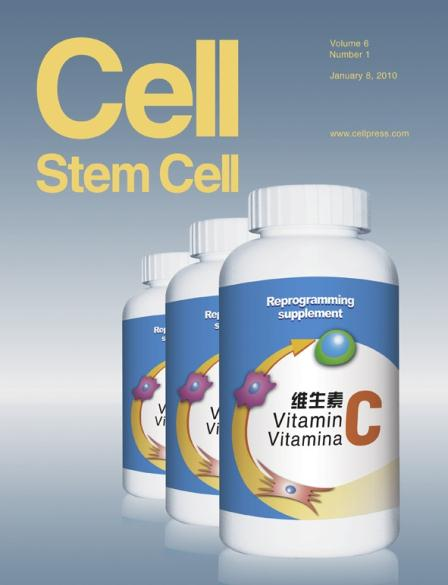 Cell
Stem Cell
Volume 6
Number 1
January 8, 2010
www.cellpress.com
Reprogramming
supplement
维生素
Vitamin
Vitamina
C